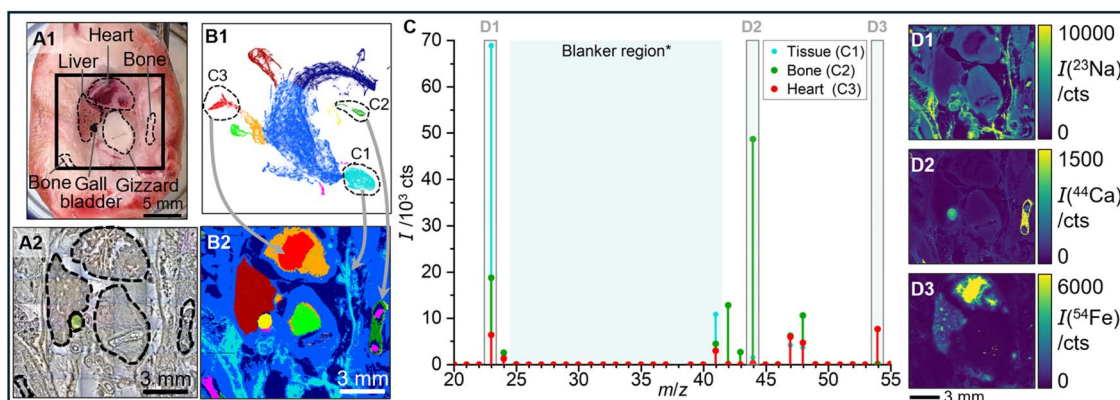 A1
Heart
Liver
Bone
Bone
Gall
bladder
Gizzard
5 mm
A2
3 mm
B1
C3
C2
C1
B2
3 mm
C
D1
D2
D3
Blanker region*
Tissue (C1)
Bone (C2)
Heart (C3)
I /10³ cts
70
60
50
40
30
20
10
0
20 25 30 35 40 45 50 55
m/z
D1
10000
I(²³Na)
/cts
0
D2
1500
I(⁴⁴Ca)
/cts
0
D3
6000
I(⁵⁴Fe)
/cts
0
3 mm